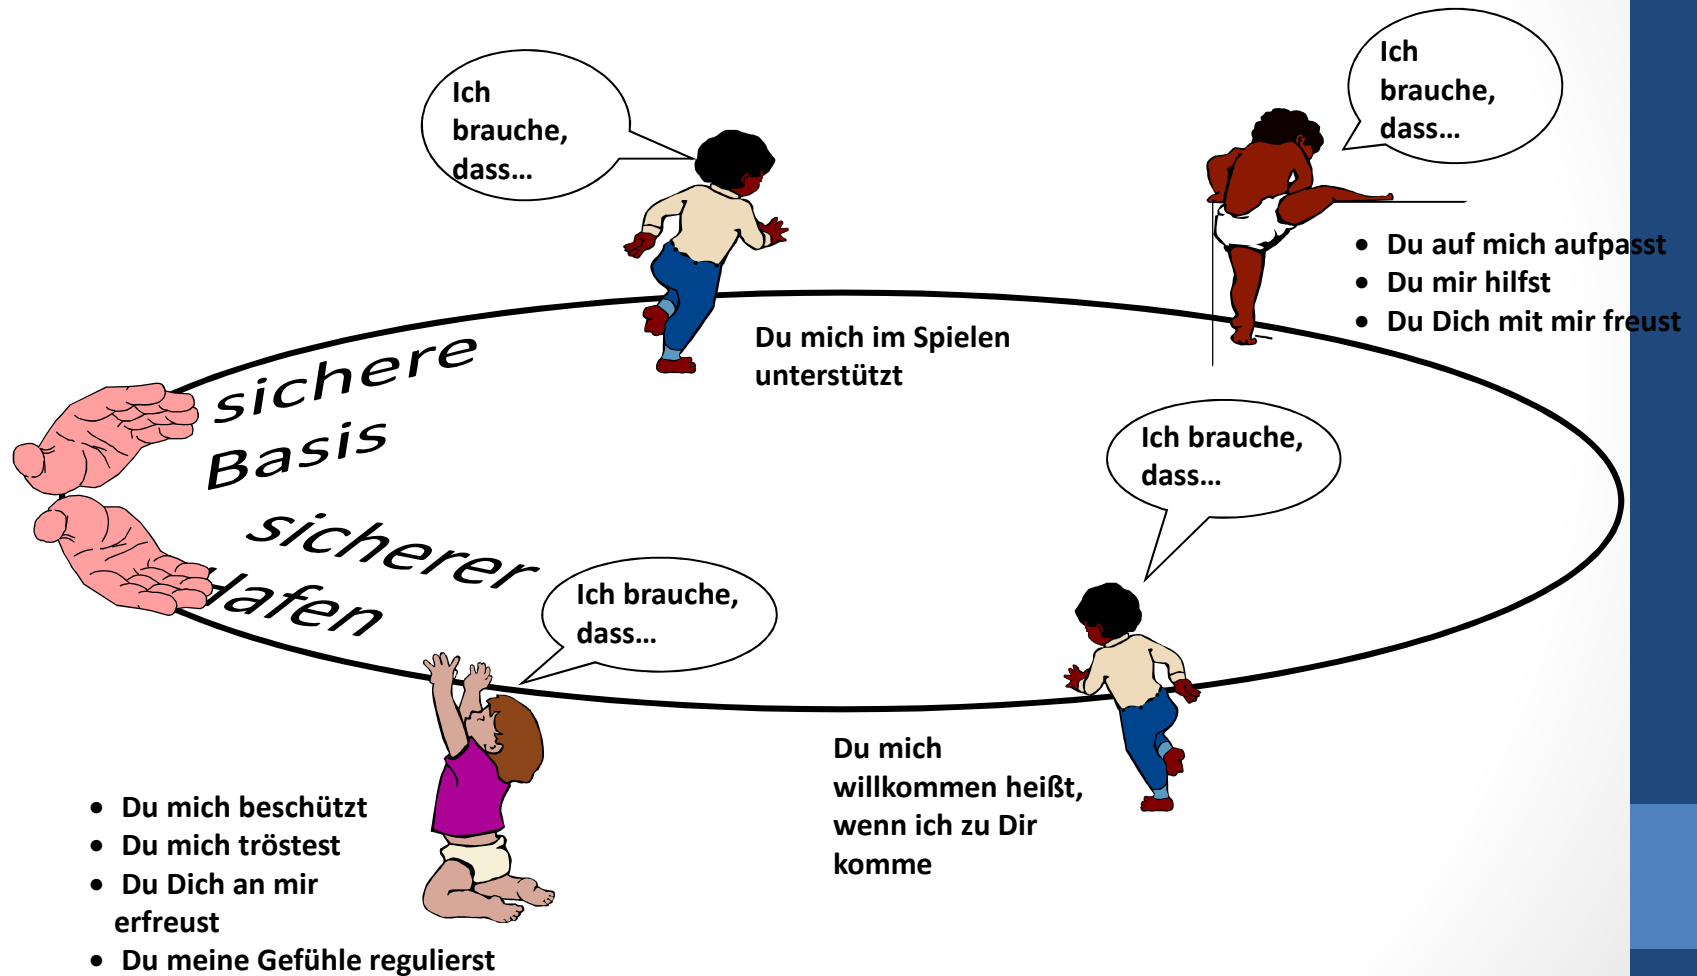 Ich
brauche,
dass...
Ich
brauche,
dass...
• Du auf mich aufpasst
• Du mir hilfst
• Du Dich mit mir freust
Du mich im Spielen
unterstützt
sichere
Basis
sicherer
Hafen
Ich brauche,
dass...
Ich brauche,
dass...
Du mich
willkommen heißt,
wenn ich zu Dir
komme
• Du mich beschützt
• Du mich tröstest
• Du Dich an mir
erfreust
• Du meine Gefühle regulierst